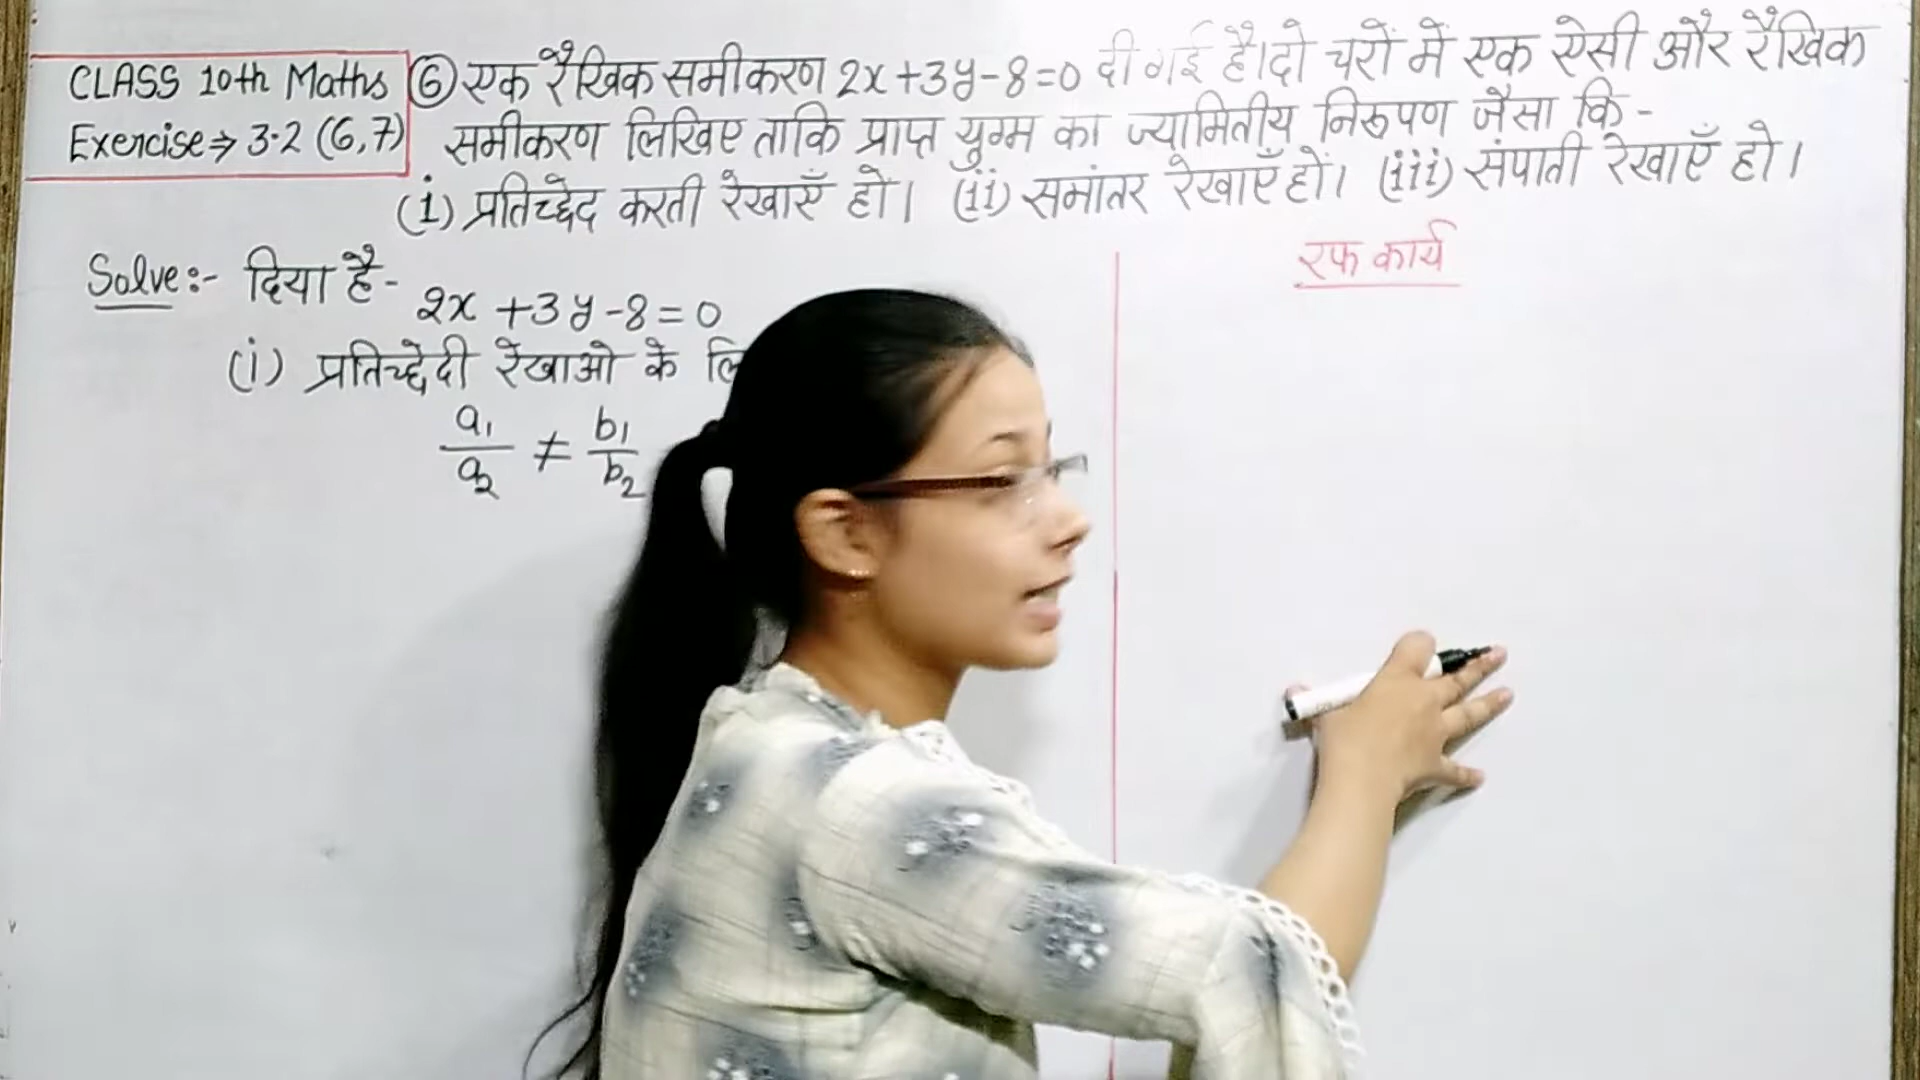 CLASS 10th Maths
Exercise⇒ 3.2 (6,7)
⑥ एक रैखिक समीकरण 2x+3y-8=0 दी गई है। दो चरों में एक ऐसी और रैखिक
समीकरण लिखिए ताकि प्राप्त युग्म का ज्यामितीय निरूपण जैसा कि -
(i) प्रतिच्छेद करती रेखाएँ हो। (ii) समांतर रेखाएँ हों। (iii) संपाती रेखाएँ हो।
रफ कार्य
Solve:- दिया है-
2x +3y-8=0
(i) प्रतिच्छेदी रेखाओ के
a₁/a₂ ≠ b₁/b₂